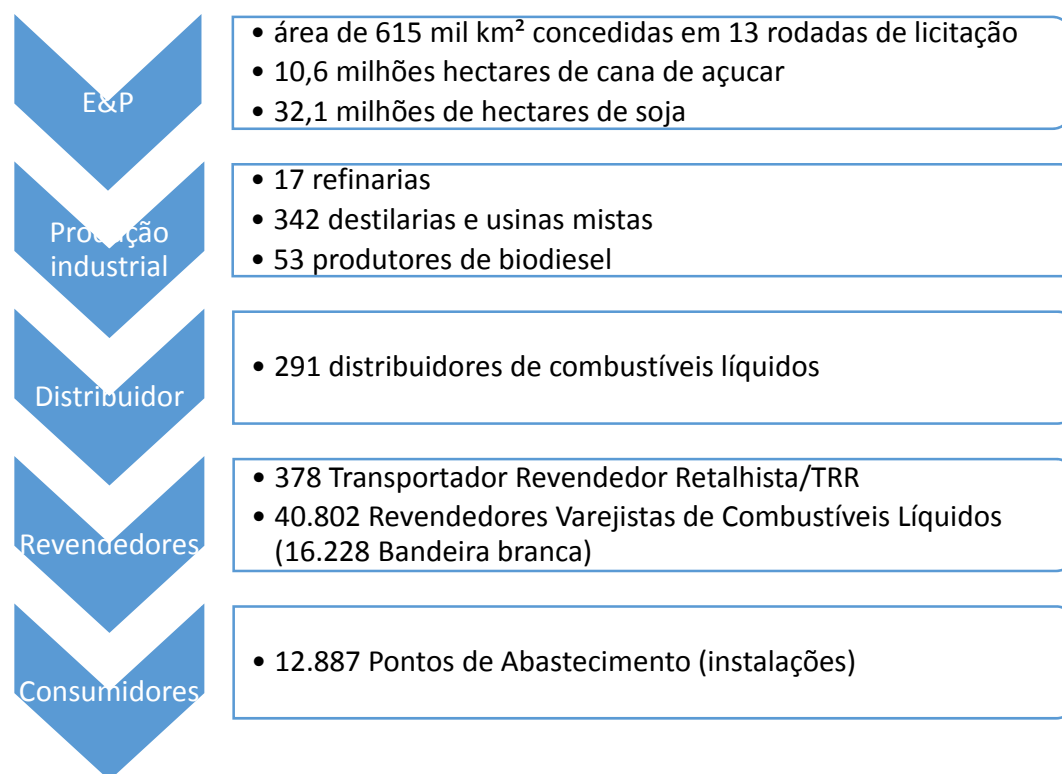 E&P
• área de 615 mil km² concedidas em 13 rodadas de licitação
• 10,6 milhões hectares de cana de açucar
• 32,1 milhões de hectares de soja
Produção
industrial
• 17 refinarias
• 342 destilarias e usinas mistas
• 53 produtores de biodiesel
Distribuidor
• 291 distribuidores de combustíveis líquidos
Revendedores
• 378 Transportador Revendedor Retalhista/TRR
• 40.802 Revendedores Varejistas de Combustíveis Líquidos
(16.228 Bandeira branca)
Consumidores
• 12.887 Pontos de Abastecimento (instalações)